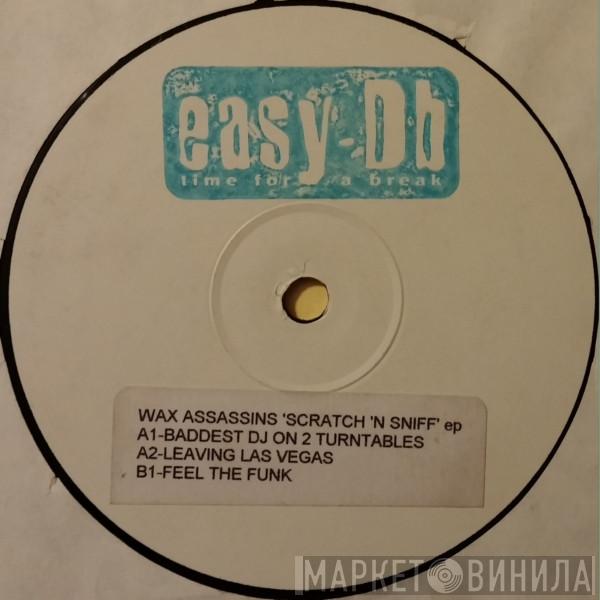 easy-Db
time for a break
WAX ASSASSINS 'SCRATCH 'N SNIFF' ep
A1-BADDEST DJ ON 2 TURNTABLES
A2-LEAVING LAS VEGAS
B1-FEEL THE FUNK
МАРКЕТ ВИНИЛА